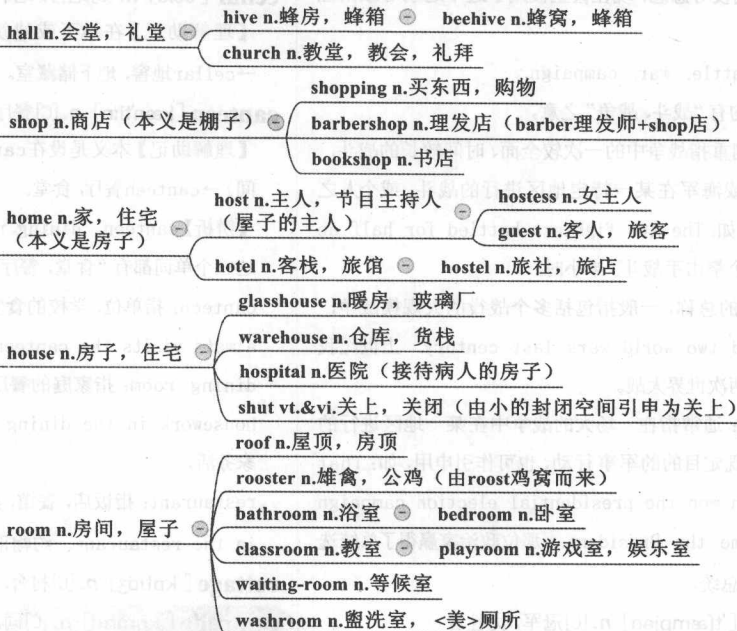 hall n.会堂，礼堂
hive n.蜂房，蜂箱
beehive n.蜂窝，蜂箱
church n.教堂，教会，礼拜
shop n.商店（本义是棚子）
shopping n.买东西，购物
barbershop n.理发店（barber理发师+shop店）
bookshop n.书店
home n.家，住宅
（本义是房子）
host n.主人，节目主持人
（屋子的主人）
hostess n.女主人
guest n.客人，旅客
hotel n.客栈，旅馆
hostel n.旅社，旅店
house n.房子，住宅
glasshouse n.暖房，玻璃厂
warehouse n.仓库，货栈
hospital n.医院（接待病人的房子）
shut vt.&vi.关上，关闭（由小的封闭空间引申为关上）
room n.房间，屋子
roof n.屋顶，房顶
rooster n.雄禽，公鸡（由roost鸡窝而来）
bathroom n.浴室
bedroom n.卧室
classroom n.教室
playroom n.游戏室，娱乐室
waiting-room n.等候室
washroom n.盥洗室，<美>厕所